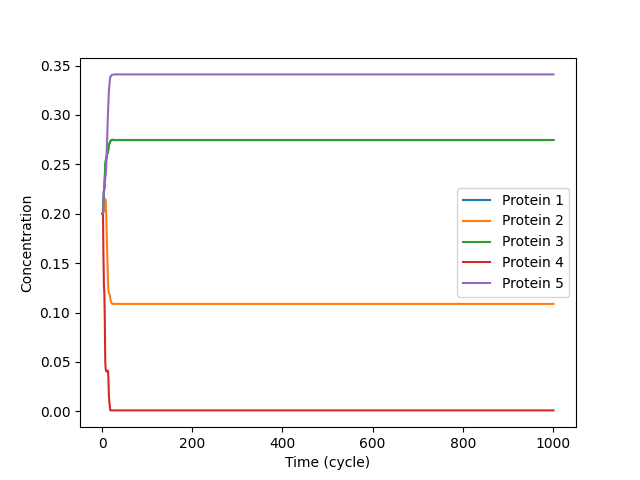 0.35
0.30
0.25
0.20
0.15
0.10
0.05
0.00
Concentration
Protein 1
Protein 2
Protein 3
Protein 4
Protein 5
0 200 400 600 800 1000
Time (cycle)